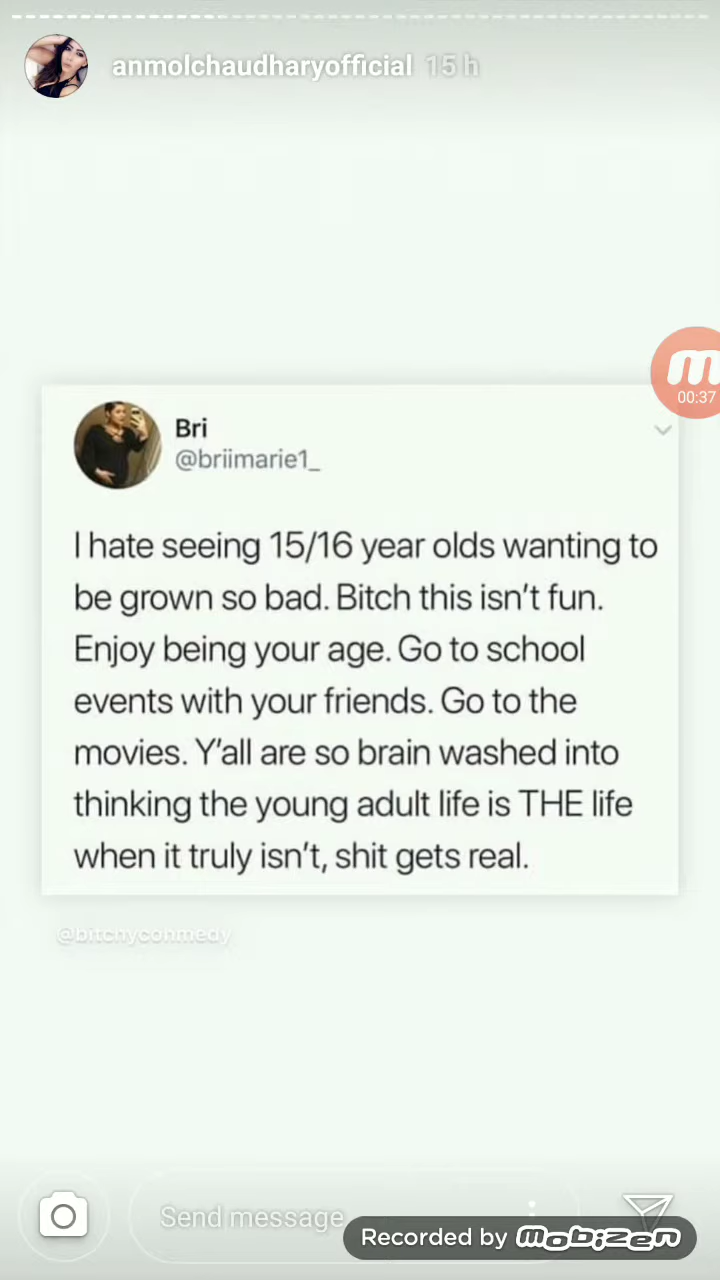 anmolchaudharyofficial 15 h
00:37
Bri
@briimarie1_
I hate seeing 15/16 year olds wanting to
be grown so bad. Bitch this isn't fun.
Enjoy being your age. Go to school
events with your friends. Go to the
movies. Y'all are so brain washed into
thinking the young adult life is THE life
when it truly isn't, shit gets real.
Send message
Recorded by mobizen